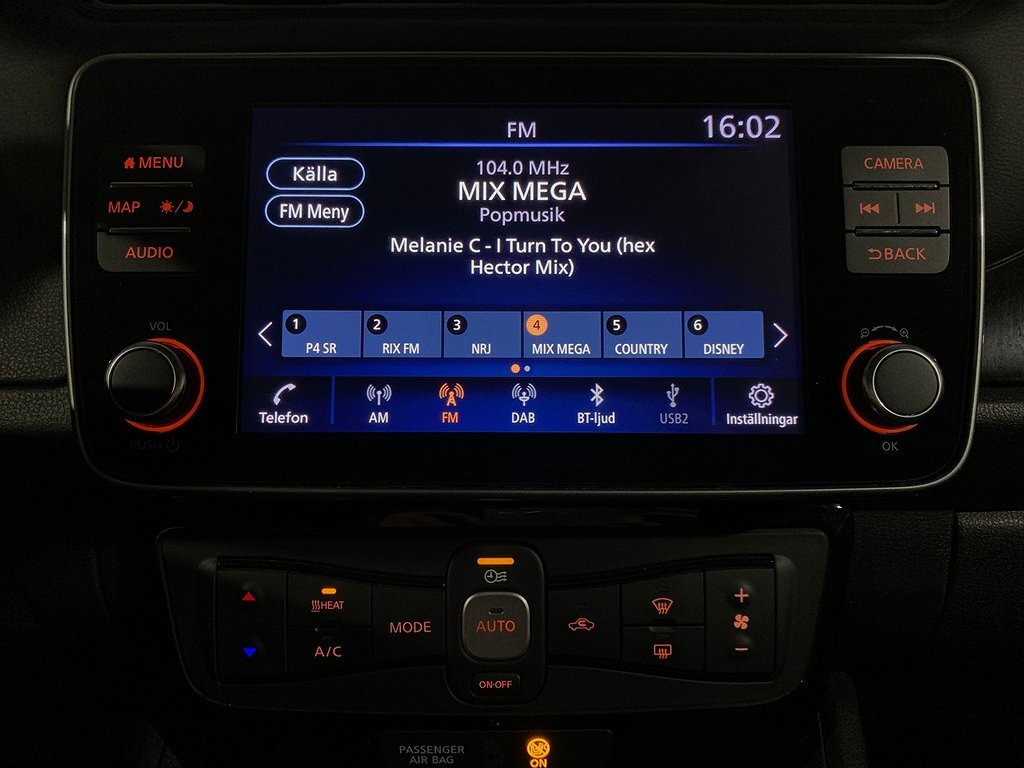 FM
16:02
MENU
Källa
104.0 MHz
MIX MEGA
CAMERA
MAP
FM Meny
Popmusik
AUDIO
Melanie C - I Turn To You (hex
Hector Mix)
BACK
VOL
1 P4 SR
2 RIX FM
3 NRJ
4 MIX MEGA
5 COUNTRY
6 DISNEY
Telefon
AM
FM
DAB
BT-ljud
USB2
Inställningar
PUSH
OK
HEAT
MODE
AUTO
A/C
ON·OFF
PASSENGER
AIR BAG
ON